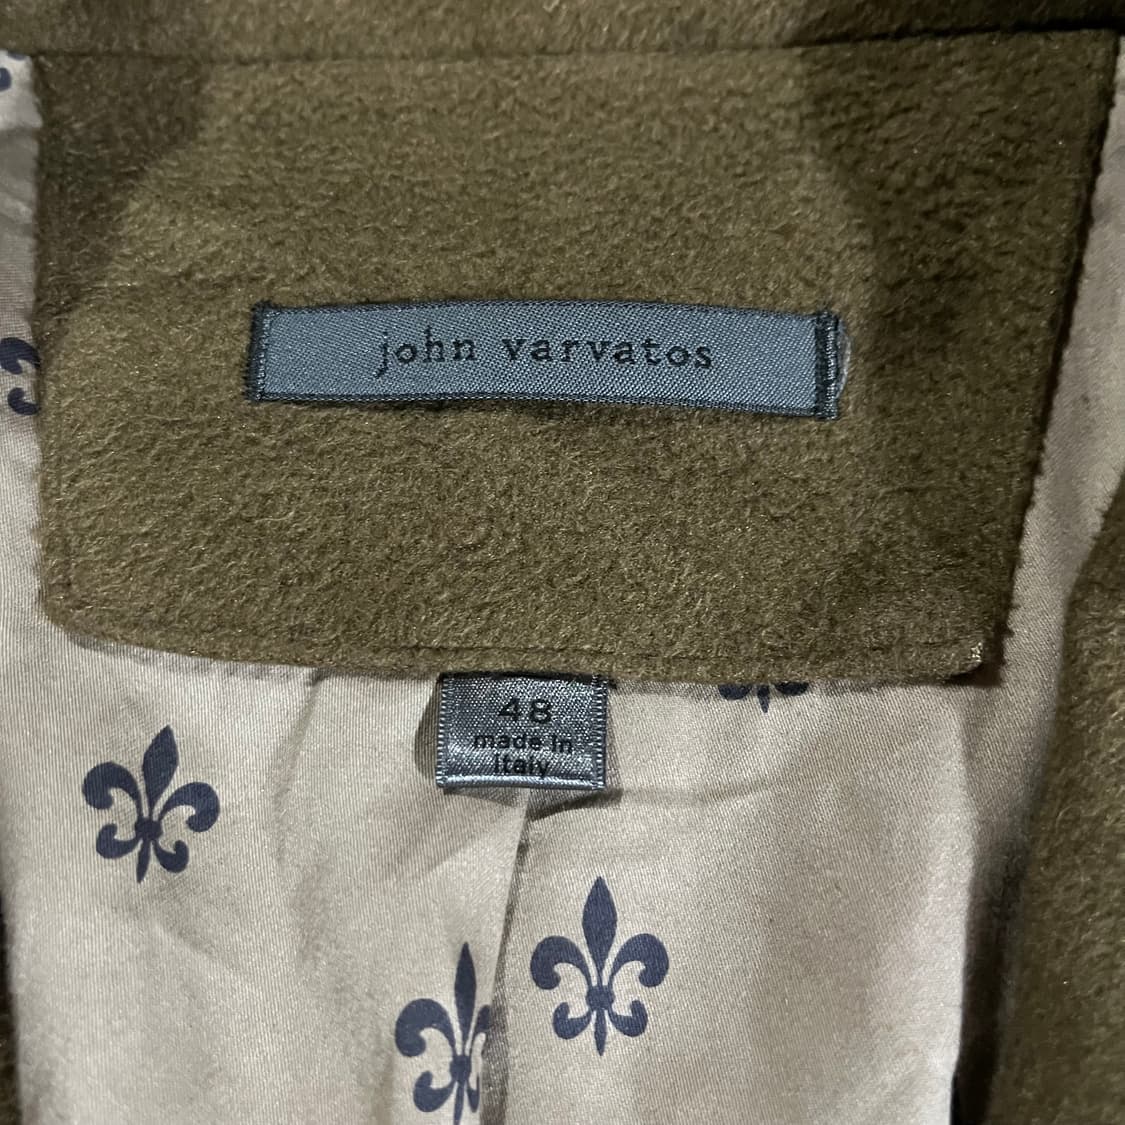 john varvatos
48
made in
italy